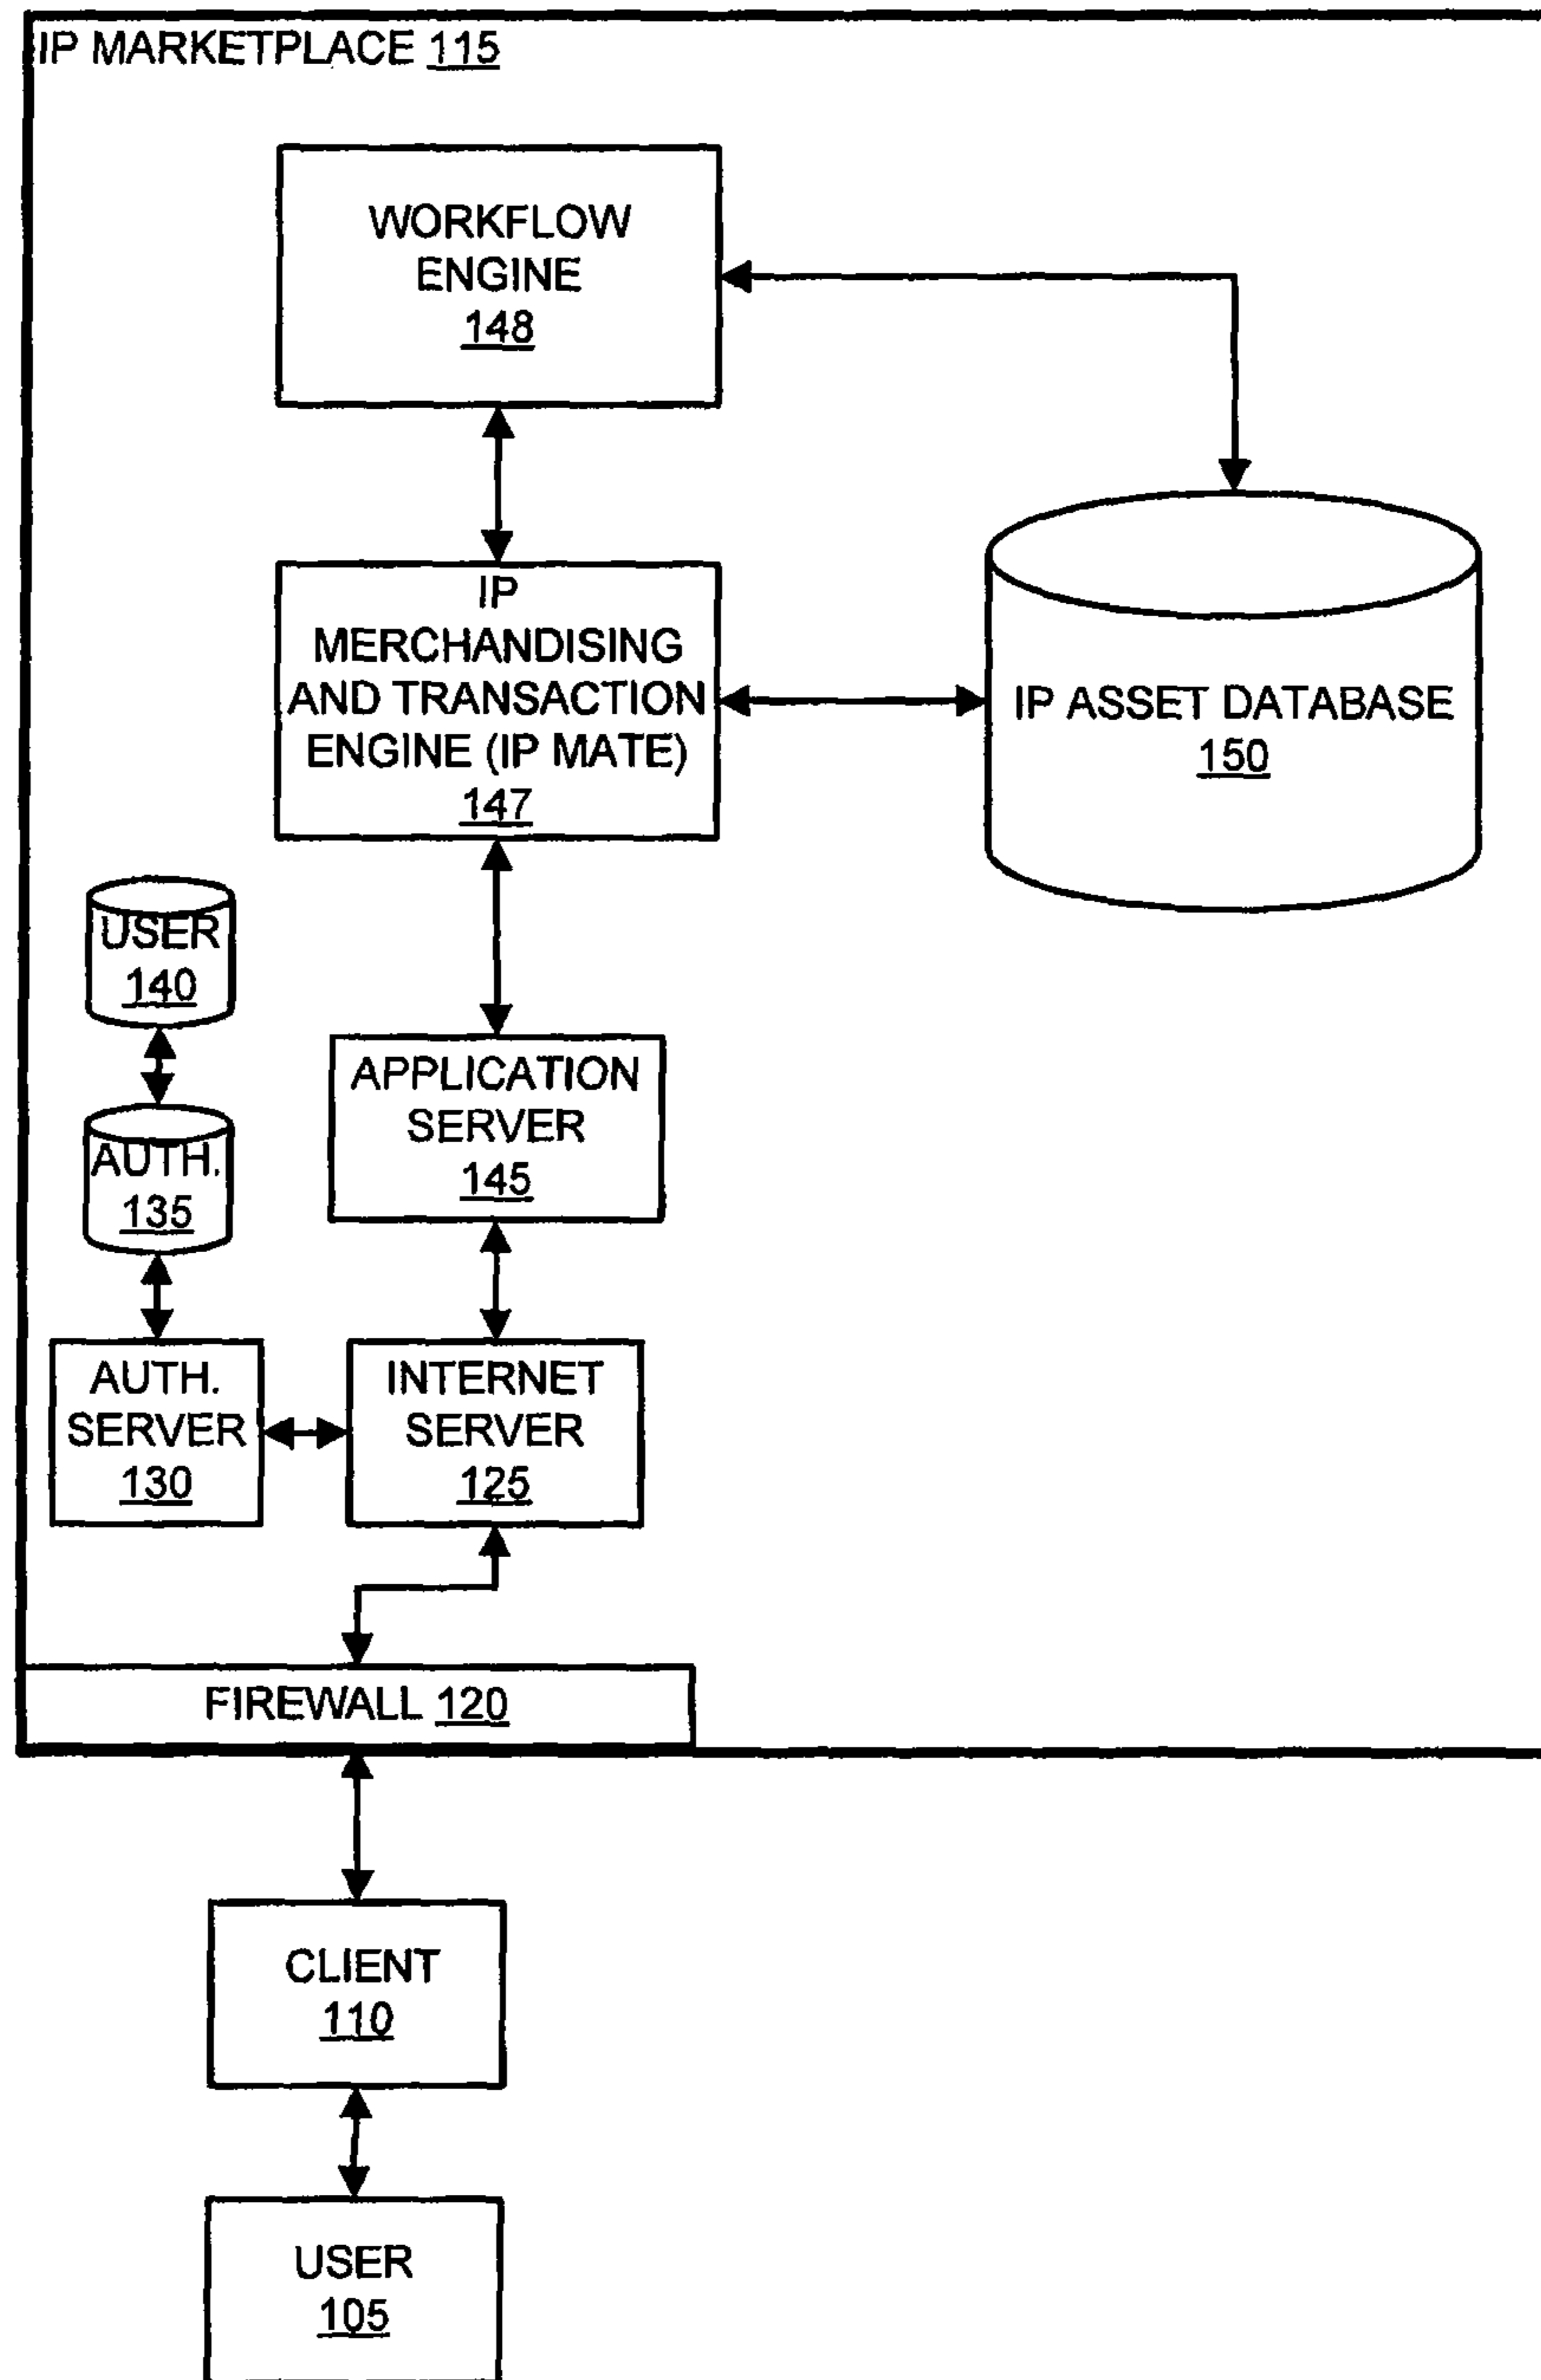 IP MARKETPLACE 115
WORKFLOW
ENGINE
148
IP
MERCHANDISING
AND TRANSACTION
ENGINE (IP MATE)
147
IP ASSET DATABASE
150
USER
140
AUTH.
135
APPLICATION
SERVER
145
AUTH.
SERVER
130
INTERNET
SERVER
125
FIREWALL 120
CLIENT
110
USER
105